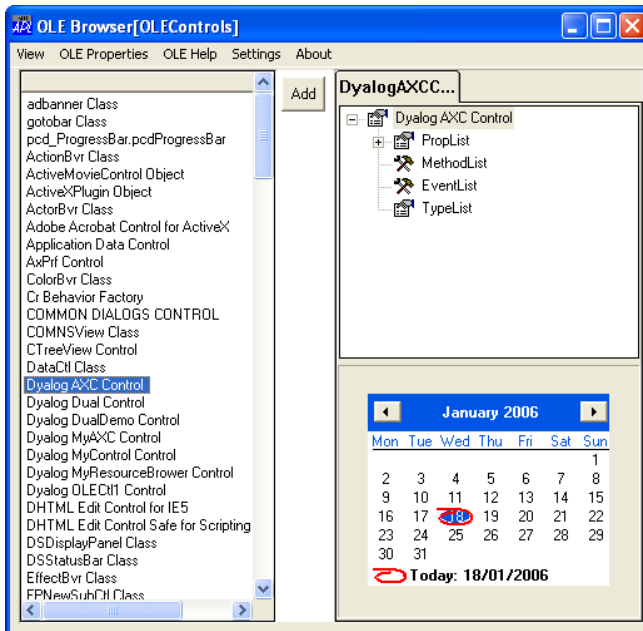 OLE Browser[OLEControls]
View OLE Properties OLE Help Settings About
adbanner Class
gotobar Class
pcd_ProgressBar.pcdProgressBar
ActionBvr Class
ActiveMovieControl Object
ActiveXPlugin Object
ActorBvr Class
Adobe Acrobat Control for ActiveX
Application Data Control
AxPrf Control
ColorBvr Class
Cr Behavior Factory
COMMON DIALOGS CONTROL
COMNSView Class
CTreeView Control
DataCtl Class
Dyalog AXC Control
Dyalog Dual Control
Dyalog DualDemo Control
Dyalog MyAXC Control
Dyalog MyControl Control
Dyalog MyResourceBrower Control
Dyalog OLECtl1 Control
DHTML Edit Control for IE5
DHTML Edit Control Safe for Scripting
DSDisplayPanel Class
DSStatusBar Class
EffectBvr Class
FPNewSubCtl Class
Add
DyalogAXCC...
Dyalog AXC Control
PropList
MethodList
EventList
TypeList
January 2006
Mon Tue Wed Thu Fri Sat Sun
1
2 3 4 5 6 7 8
9 10 11 12 13 14 15
16 17 18 19 20 21 22
23 24 25 26 27 28 29
30 31
Today: 18/01/2006